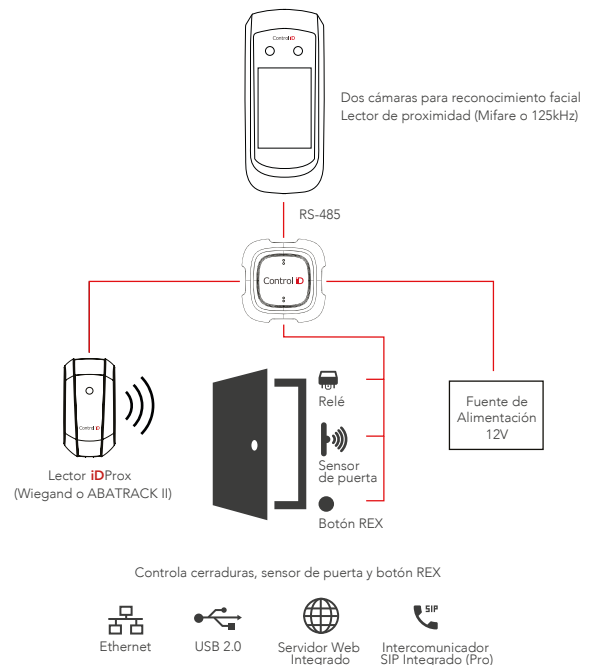 Control iD
Dos cámaras para reconocimiento facial
Lector de proximidad (Mifare o 125kHz)
RS-485
Control iD
Control iD
Lector iDProx
(Wiegand o ABATRACK II)
Relé
Sensor
de puerta
Botón REX
Fuente de
Alimentación
12V
Controla cerraduras, sensor de puerta y botón REX
Ethernet
USB 2.0
Servidor Web
Integrado
SIP
Intercomunicador
SIP Integrado (Pro)